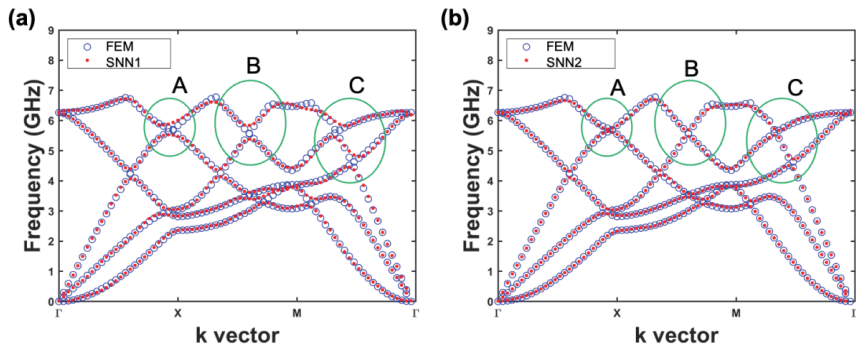 (a)
Frequency (GHz)
9
8
7
6
5
4
3
2
1
0
FEM
SNN1
A
B
C
Γ X M Γ
k vector
(b)
Frequency (GHz)
9
8
7
6
5
4
3
2
1
0
FEM
SNN2
A
B
C
Γ X M Γ
k vector